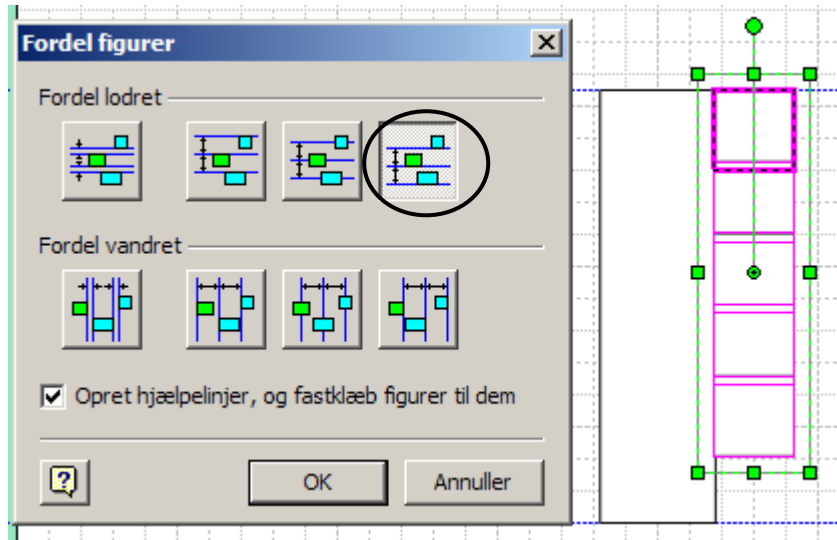 Fordel figurer
Fordel lodret
Fordel vandret
Opret hjælpelinjer, og fastklæb figurer til dem
OK
Annuller